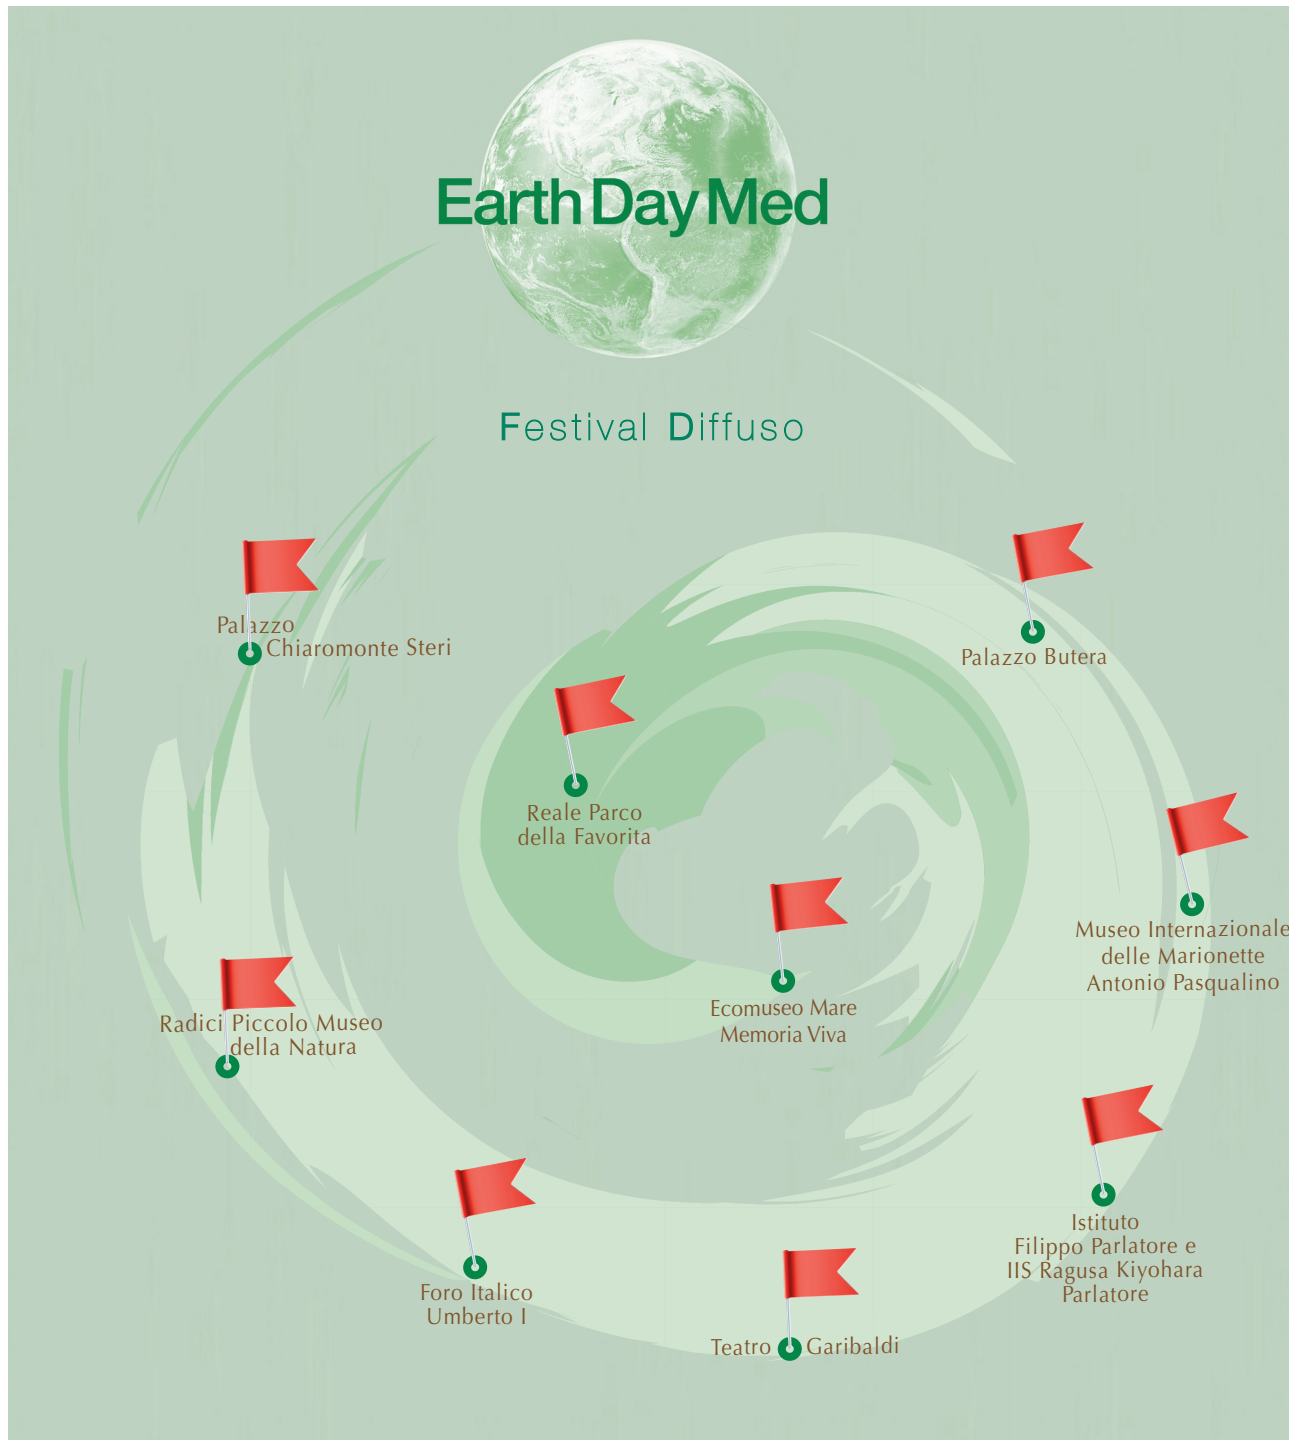 Earth Day Med
Festival Diffuso
Palazzo
Chiaromonte Steri
Palazzo Butera
Reale Parco
della Favorita
Museo Internazionale
delle Marionette
Antonio Pasqualino
Ecomuseo Mare
Memoria Viva
Radici Piccolo Museo
della Natura
Istituto
Filippo Parlatore e
IIS Ragusa Kiyohara
Parlatore
Foro Italico
Umberto I
Teatro Garibaldi